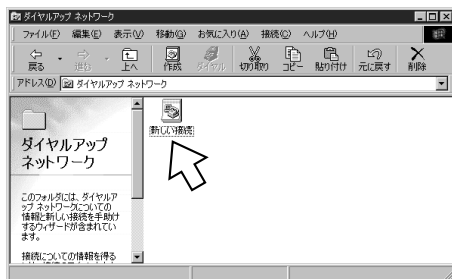 ダイヤルアップ ネットワーク
ファイル(F) 編集(E) 表示(V) 移動(G) お気に入り(A) 接続(C) ヘルプ(H)
戻る 進む 上へ 作成 ダイヤル 切り取り コピー 貼り付け 元に戻す 削除
アドレス(D) ダイヤルアップ ネットワーク
新しい接続
ダイヤルアップ
ネットワーク
このフォルダには、ダイヤルア
ップ ネットワークについての
情報と新しい接続を手助け
するウィザードが含まれてい
ます。
接続についての情報を得る